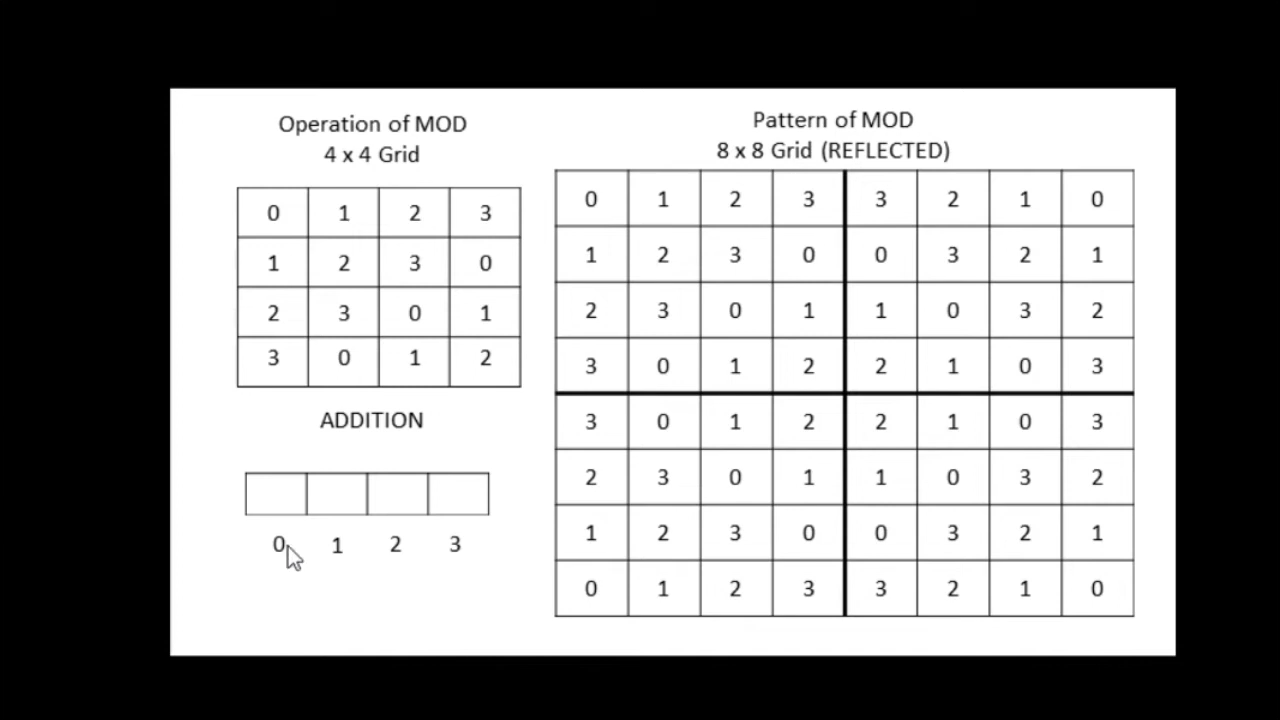 Operation of MOD
4 x 4 Grid
0 1 2 3
1 2 3 0
2 3 0 1
3 0 1 2
ADDITION
0 1 2 3
Pattern of MOD
8 x 8 Grid (REFLECTED)
0 1 2 3 3 2 1 0
1 2 3 0 0 3 2 1
2 3 0 1 1 0 3 2
3 0 1 2 2 1 0 3
3 0 1 2 2 1 0 3
2 3 0 1 1 0 3 2
1 2 3 0 0 3 2 1
0 1 2 3 3 2 1 0